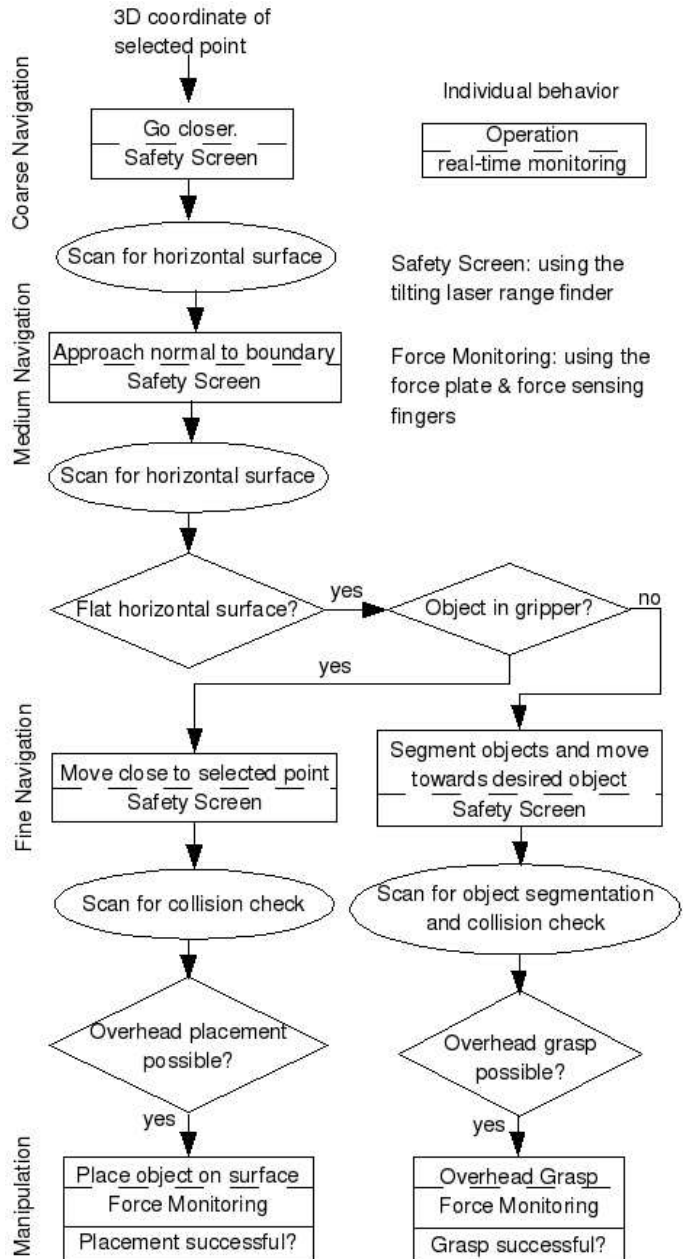 3D coordinate of
selected point
Coarse Navigation
Go closer.
Safety Screen
Individual behavior
Operation
real-time monitoring
Scan for horizontal surface
Safety Screen: using the
tilting laser range finder
Medium Navigation
Approach normal to boundary
Safety Screen
Force Monitoring: using the
force plate & force sensing
fingers
Scan for horizontal surface
Flat horizontal surface?
yes
Object in gripper?
no
yes
Fine Navigation
Move close to selected point
Safety Screen
Segment objects and move
towards desired object
Safety Screen
Scan for collision check
Scan for object segmentation
and collision check
Overhead placement
possible?
Overhead grasp
possible?
yes
yes
Manipulation
Place object on surface
Force Monitoring
Placement successful?
Overhead Grasp
Force Monitoring
Grasp successful?